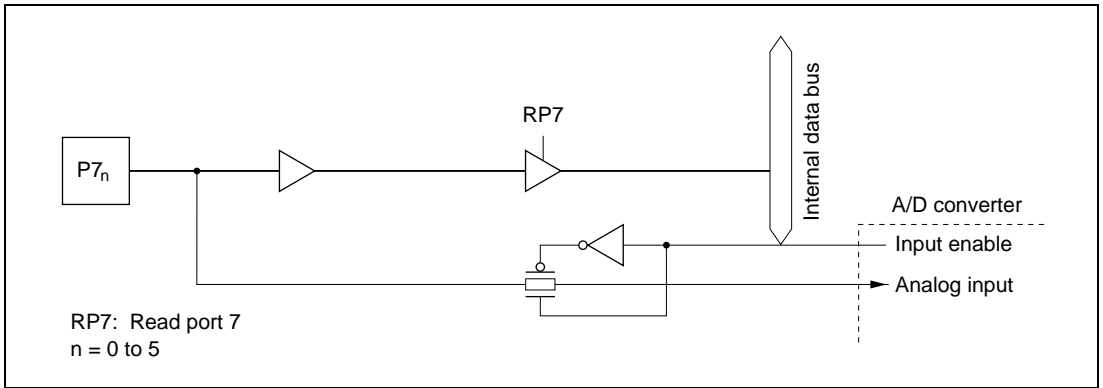 RP7
P7n
Internal data bus
A/D converter
Input enable
Analog input
RP7: Read port 7
n = 0 to 5